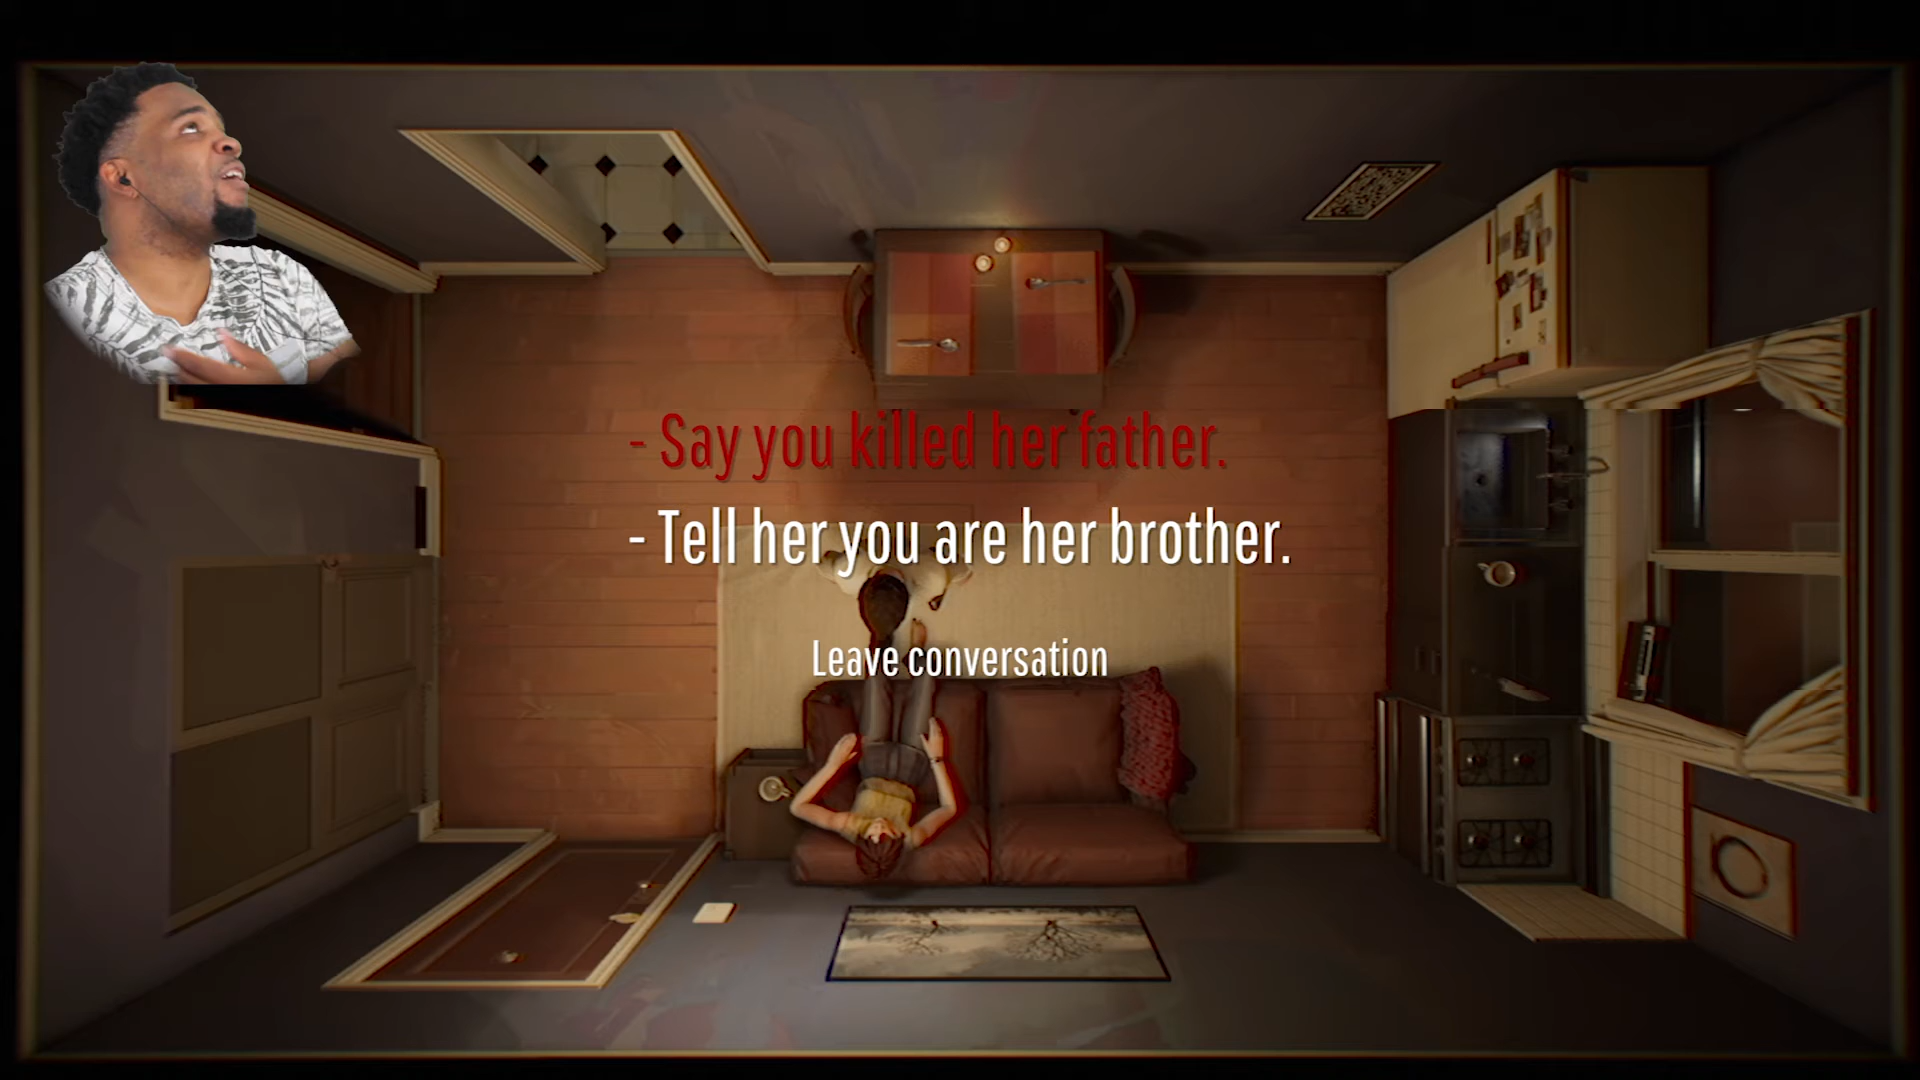 - Say you killed her father.
- Tell her you are her brother.
Leave conversation